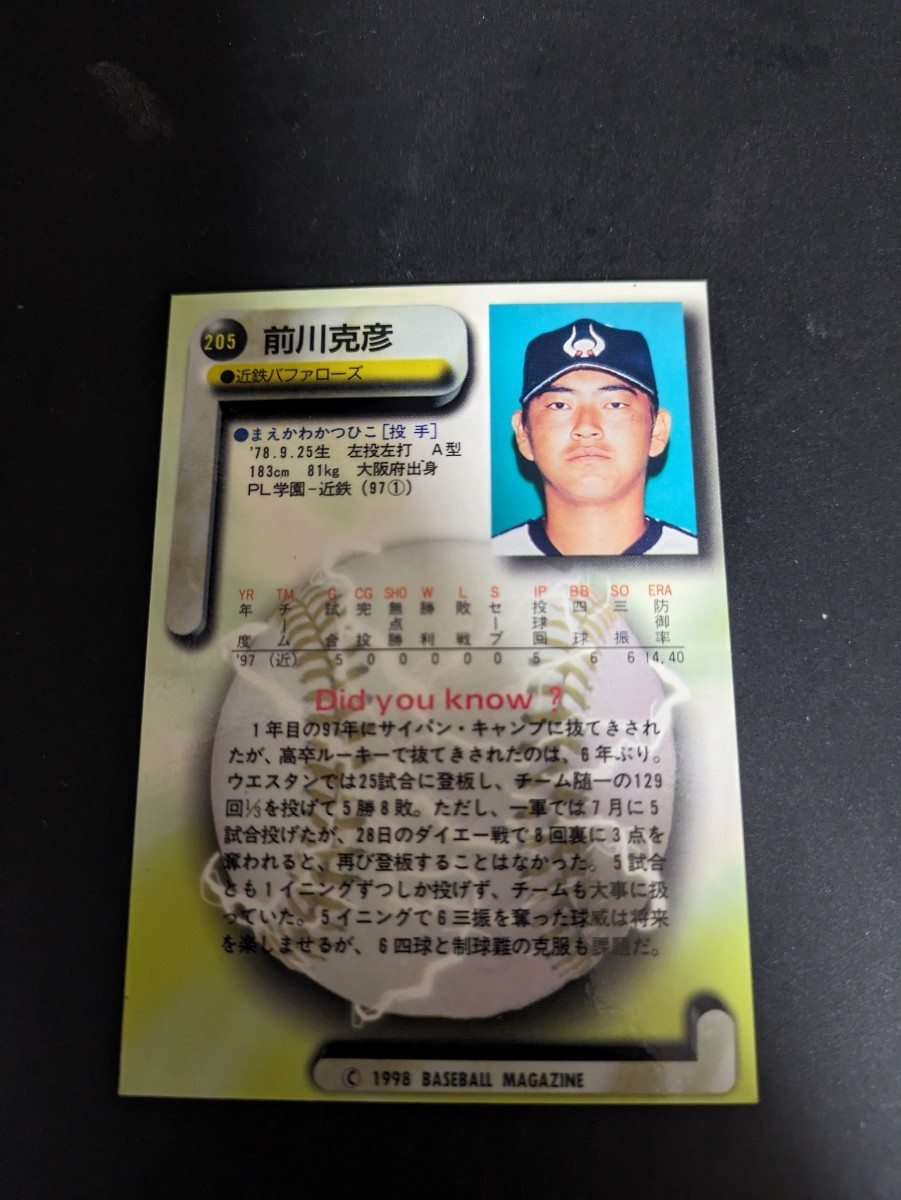 205 前川克彦
●近鉄バファローズ
●まえかわかつひこ[投 手]
'78.9.25生 左投左打 A型
183cm 81kg 大阪府出身
PL学園－近鉄（97①）
YR TM G CG SHO W L S IP BB SO ERA
年度 チーム 試合 完投 無点勝 勝利 敗戦 セーブ 投球回 四球 三振 防御率
'97 （近） 5 0 0 0 0 0 5 6 6 14.40
Did you know ?
1年目の97年にサイパン・キャンプに抜てきされ
たが、高卒ルーキーで抜てきされたのは、6年ぶり。
ウエスタンでは25試合に登板し、チーム随一の129
回⅓を投げて5勝8敗。ただし、一軍では7月に5
試合投げたが、28日のダイエー戦で8回裏に3点を
奪われると、再び登板することはなかった。5試合
とも1イニングずつしか投げず、チームも大事に扱
っていた。5イニングで6三振を奪った球威は将来
を楽しませるが、6四球と制球難の克服も課題だ。
© 1998 BASEBALL MAGAZINE